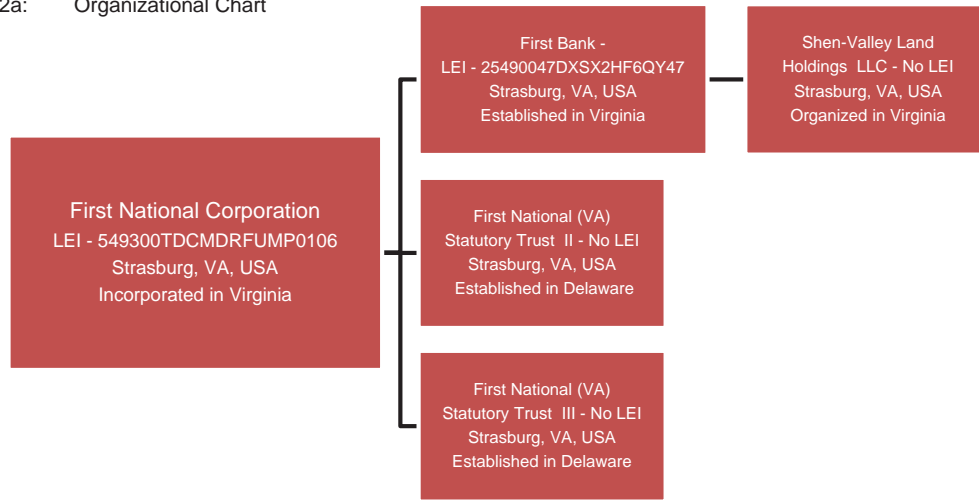 2a: Organizational Chart
First Bank -
LEI - 25490047DXSX2HF6QY47
Strasburg, VA, USA
Established in Virginia
Shen-Valley Land
Holdings LLC - No LEI
Strasburg, VA, USA
Organized in Virginia
First National Corporation
LEI - 549300TDCMDRFUMP0106
Strasburg, VA, USA
Incorporated in Virginia
First National (VA)
Statutory Trust II - No LEI
Strasburg, VA, USA
Established in Delaware
First National (VA)
Statutory Trust III - No LEI
Strasburg, VA, USA
Established in Delaware